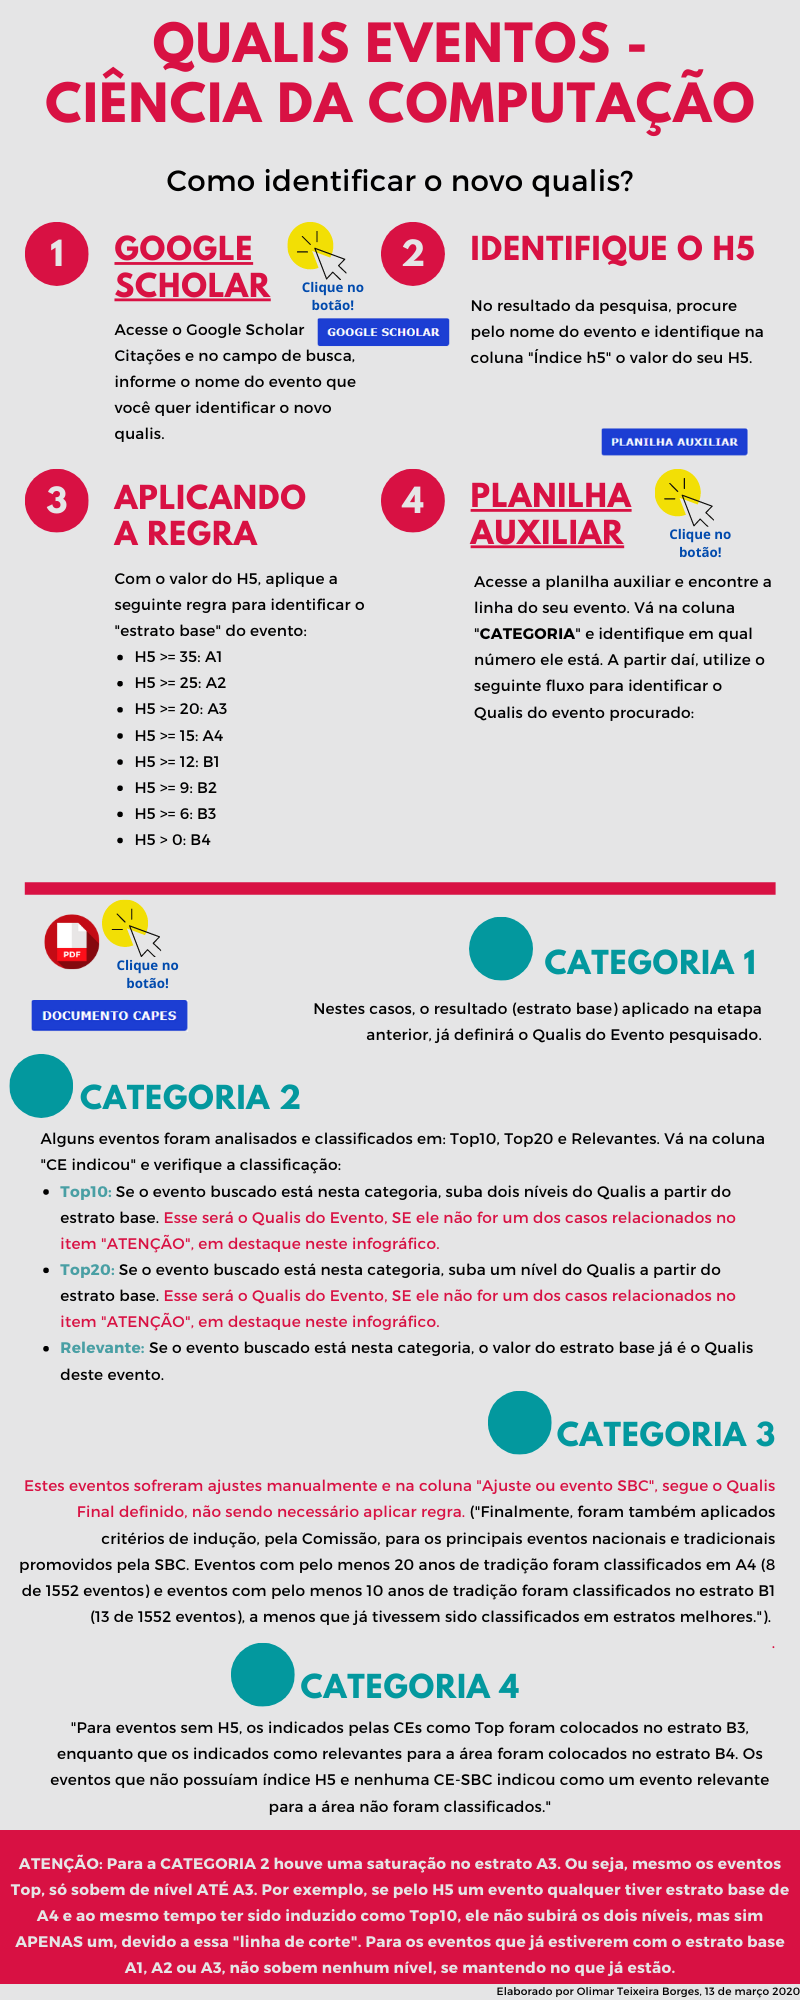 QUALIS EVENTOS -
CIÊNCIA DA COMPUTAÇÃO
Como identificar o novo qualis?
1
GOOGLE
SCHOLAR
Clique no
botão!
GOOGLE SCHOLAR
Acesse o Google Scholar
Citações e no campo de busca,
informe o nome do evento que
você quer identificar o novo
qualis.
2
IDENTIFIQUE O H5
No resultado da pesquisa, procure
pelo nome do evento e identifique na
coluna "Índice h5" o valor do seu H5.
PLANILHA AUXILIAR
3
APLICANDO
A REGRA
Com o valor do H5, aplique a
seguinte regra para identificar o
"estrato base" do evento:
• H5 >= 35: A1
• H5 >= 25: A2
• H5 >= 20: A3
• H5 >= 15: A4
• H5 >= 12: B1
• H5 >= 9: B2
• H5 >= 6: B3
• H5 > 0: B4
4
PLANILHA
AUXILIAR
Clique no
botão!
Acesse a planilha auxiliar e encontre a
linha do seu evento. Vá na coluna
"CATEGORIA" e identifique em qual
número ele está. A partir daí, utilize o
seguinte fluxo para identificar o
Qualis do evento procurado:
PDF
Clique no
botão!
DOCUMENTO CAPES
CATEGORIA 1
Nestes casos, o resultado (estrato base) aplicado na etapa
anterior, já definirá o Qualis do Evento pesquisado.
CATEGORIA 2
Alguns eventos foram analisados e classificados em: Top10, Top20 e Relevantes. Vá na coluna
"CE indicou" e verifique a classificação:
• Top10: Se o evento buscado está nesta categoria, suba dois níveis do Qualis a partir do
estrato base. Esse será o Qualis do Evento, SE ele não for um dos casos relacionados no
item "ATENÇÃO", em destaque neste infográfico.
• Top20: Se o evento buscado está nesta categoria, suba um nível do Qualis a partir do
estrato base. Esse será o Qualis do Evento, SE ele não for um dos casos relacionados no
item "ATENÇÃO", em destaque neste infográfico.
• Relevante: Se o evento buscado está nesta categoria, o valor do estrato base já é o Qualis
deste evento.
CATEGORIA 3
Estes eventos sofreram ajustes manualmente e na coluna "Ajuste ou evento SBC", segue o Qualis
Final definido, não sendo necessário aplicar regra. ("Finalmente, foram também aplicados
critérios de indução, pela Comissão, para os principais eventos nacionais e tradicionais
promovidos pela SBC. Eventos com pelo menos 20 anos de tradição foram classificados em A4 (8
de 1552 eventos) e eventos com pelo menos 10 anos de tradição foram classificados no estrato B1
(13 de 1552 eventos), a menos que já tivessem sido classificados em estratos melhores.").
.
CATEGORIA 4
"Para eventos sem H5, os indicados pelas CEs como Top foram colocados no estrato B3,
enquanto que os indicados como relevantes para a área foram colocados no estrato B4. Os
eventos que não possuíam índice H5 e nenhuma CE-SBC indicou como um evento relevante
para a área não foram classificados."
ATENÇÃO: Para a CATEGORIA 2 houve uma saturação no estrato A3. Ou seja, mesmo os eventos
Top, só sobem de nível ATÉ A3. Por exemplo, se pelo H5 um evento qualquer tiver estrato base de
A4 e ao mesmo tempo ter sido induzido como Top10, ele não subirá os dois níveis, mas sim
APENAS um, devido a essa "linha de corte". Para os eventos que já estiverem com o estrato base
A1, A2 ou A3, não sobem nenhum nível, se mantendo no que já estão.
Elaborado por Olimar Teixeira Borges, 13 de março 2020